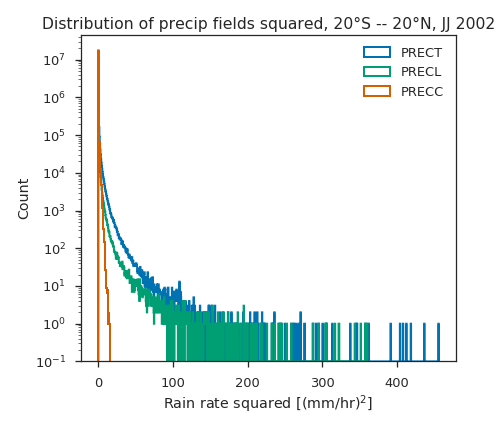 Distribution of precip fields squared, 20°S -- 20°N, JJ 2002
PRECT
PRECL
PRECC
10⁷
10⁶
10⁵
10⁴
10³
10²
10¹
10⁰
10⁻¹
Count
0 100 200 300 400
Rain rate squared [(mm/hr)²]